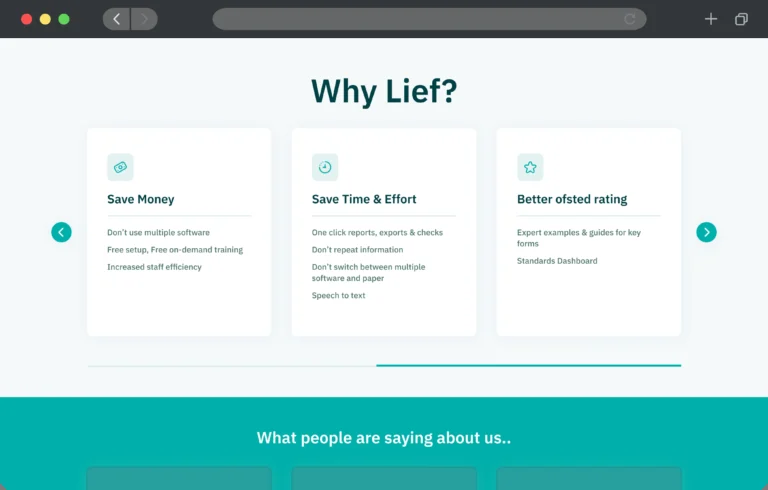 Why Lief?
Save Money
Don't use multiple software
Free setup, Free on-demand training
Increased staff efficiency
Save Time & Effort
One click reports, exports & checks
Don't repeat information
Don't switch between multiple
software and paper
Speech to text
Better ofsted rating
Expert examples & guides for key
forms
Standards Dashboard
What people are saying about us..